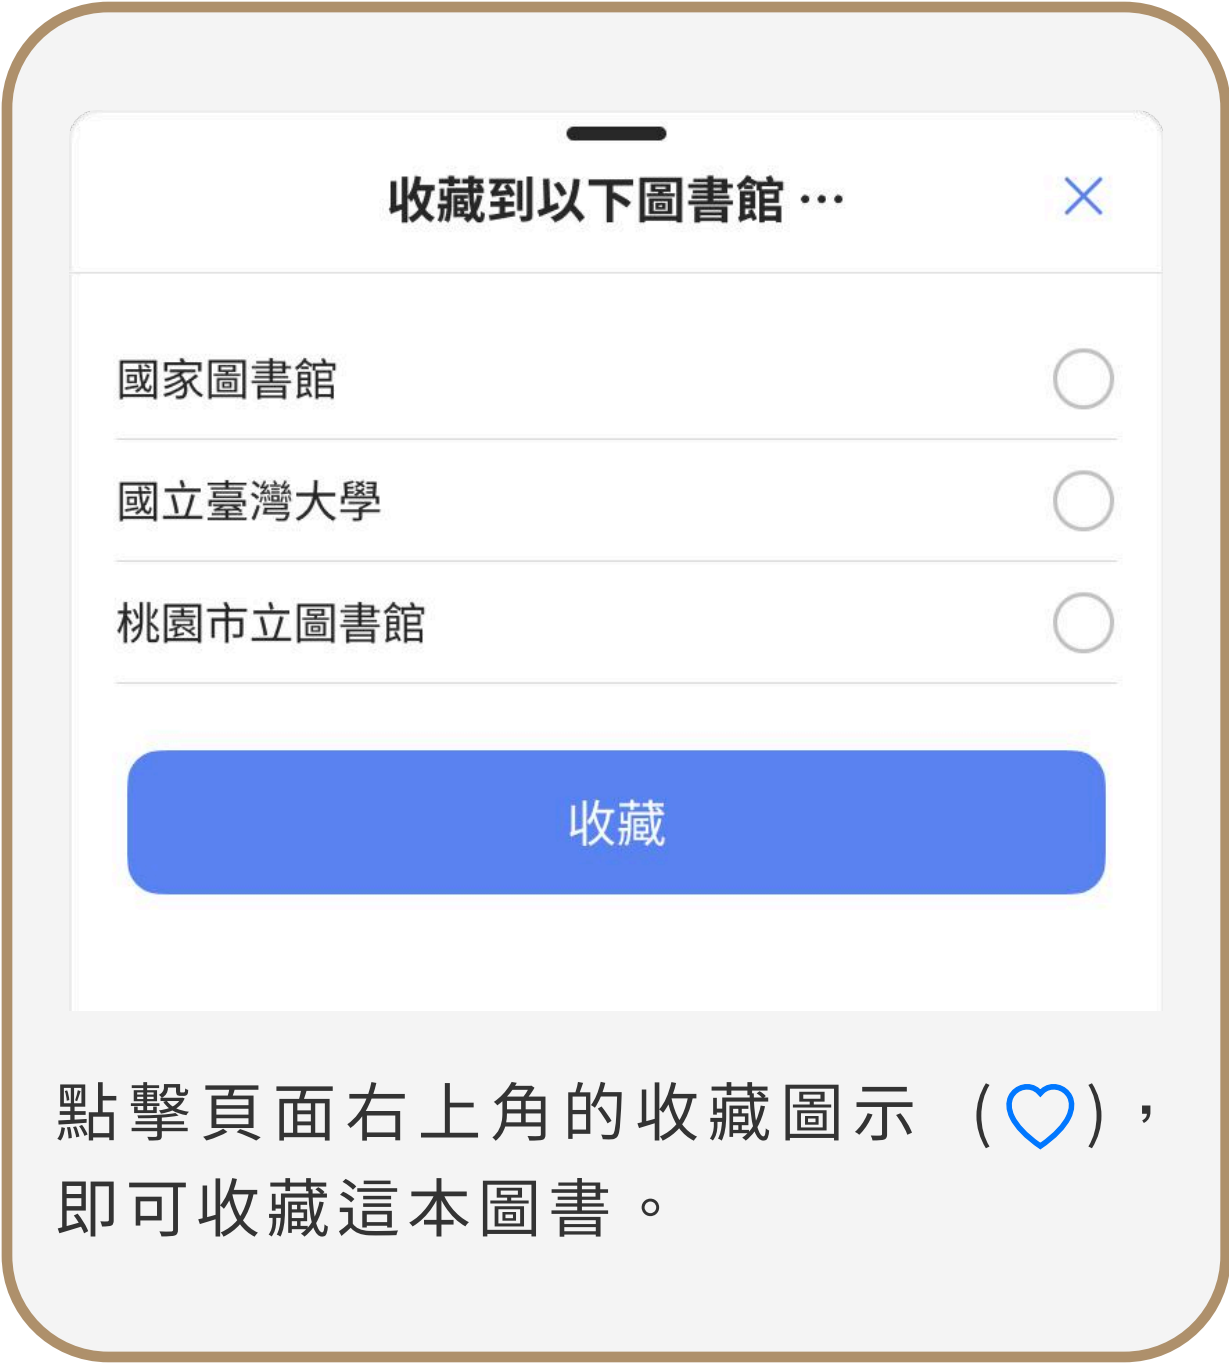 收藏到以下圖書館 …
國家圖書館
國立臺灣大學
桃園市立圖書館
收藏
點擊頁面右上角的收藏圖示 (♡),
即可收藏這本圖書。